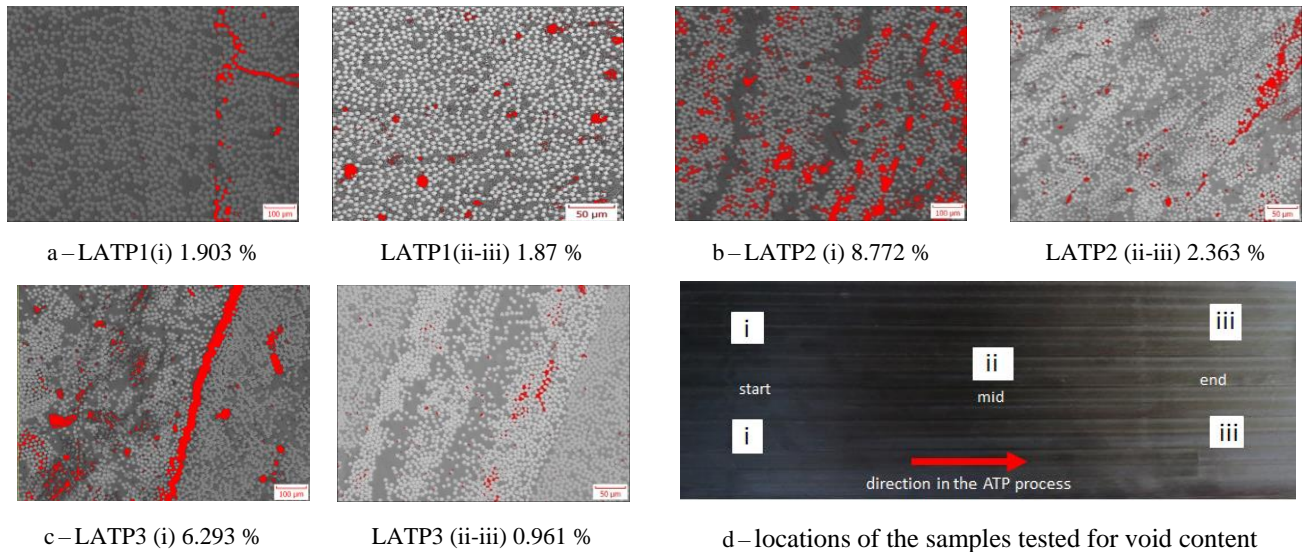 100 µm
50 µm
100 µm
50 µm
a – LATP1(i) 1.903 %
LATP1(ii-iii) 1.87 %
b – LATP2 (i) 8.772 %
LATP2 (ii-iii) 2.363 %
100 µm
50 µm
i
iii
ii
start
mid
end
i
iii
direction in the ATP process
c – LATP3 (i) 6.293 %
LATP3 (ii-iii) 0.961 %
d – locations of the samples tested for void content